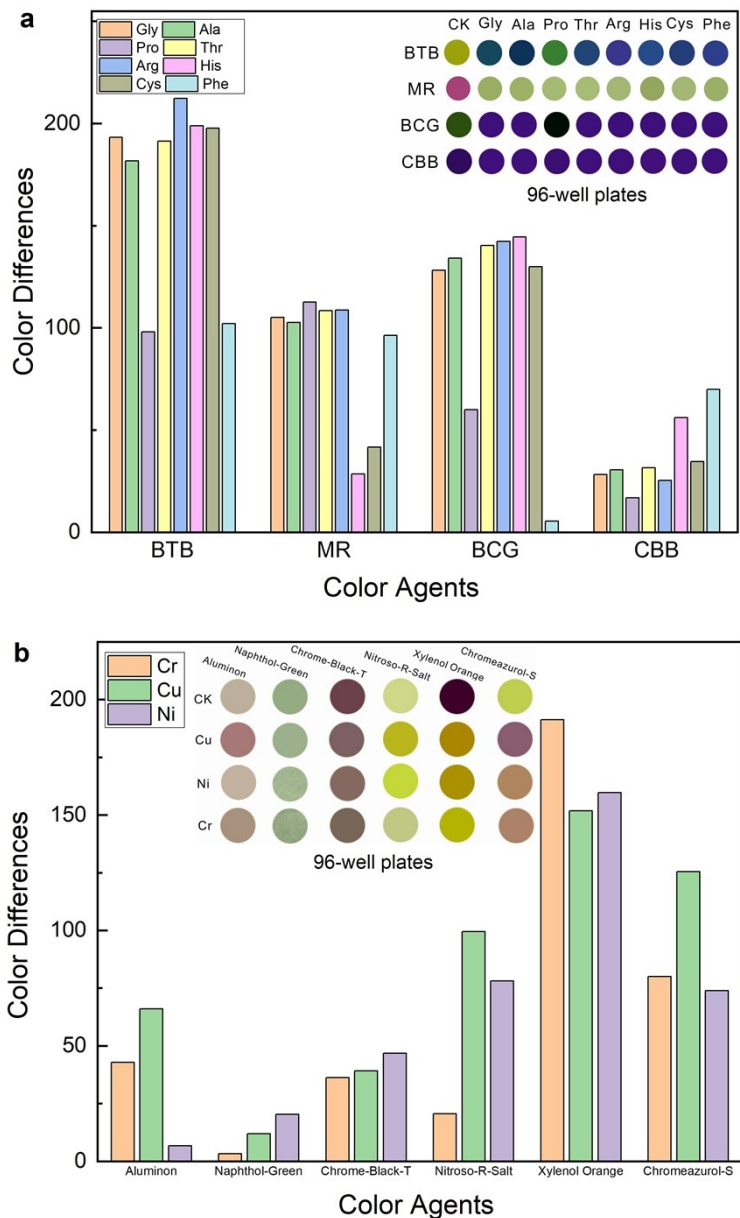 a
Gly Ala
Pro Thr
Arg His
Cys Phe
CK Gly Ala Pro Thr Arg His Cys Phe
BTB
MR
BCG
CBB
96-well plates
Color Differences
200
100
0
BTB MR BCG CBB
Color Agents
b
Cr
Cu
Ni
Aluminon Naphthol-Green Chrome-Black-T Nitroso-R-Salt Xylenol Orange Chromeazurol-S
CK
Cu
Ni
Cr
96-well plates
Color Differences
200
150
100
50
0
Aluminon Naphthol-Green Chrome-Black-T Nitroso-R-Salt Xylenol Orange Chromeazurol-S
Color Agents